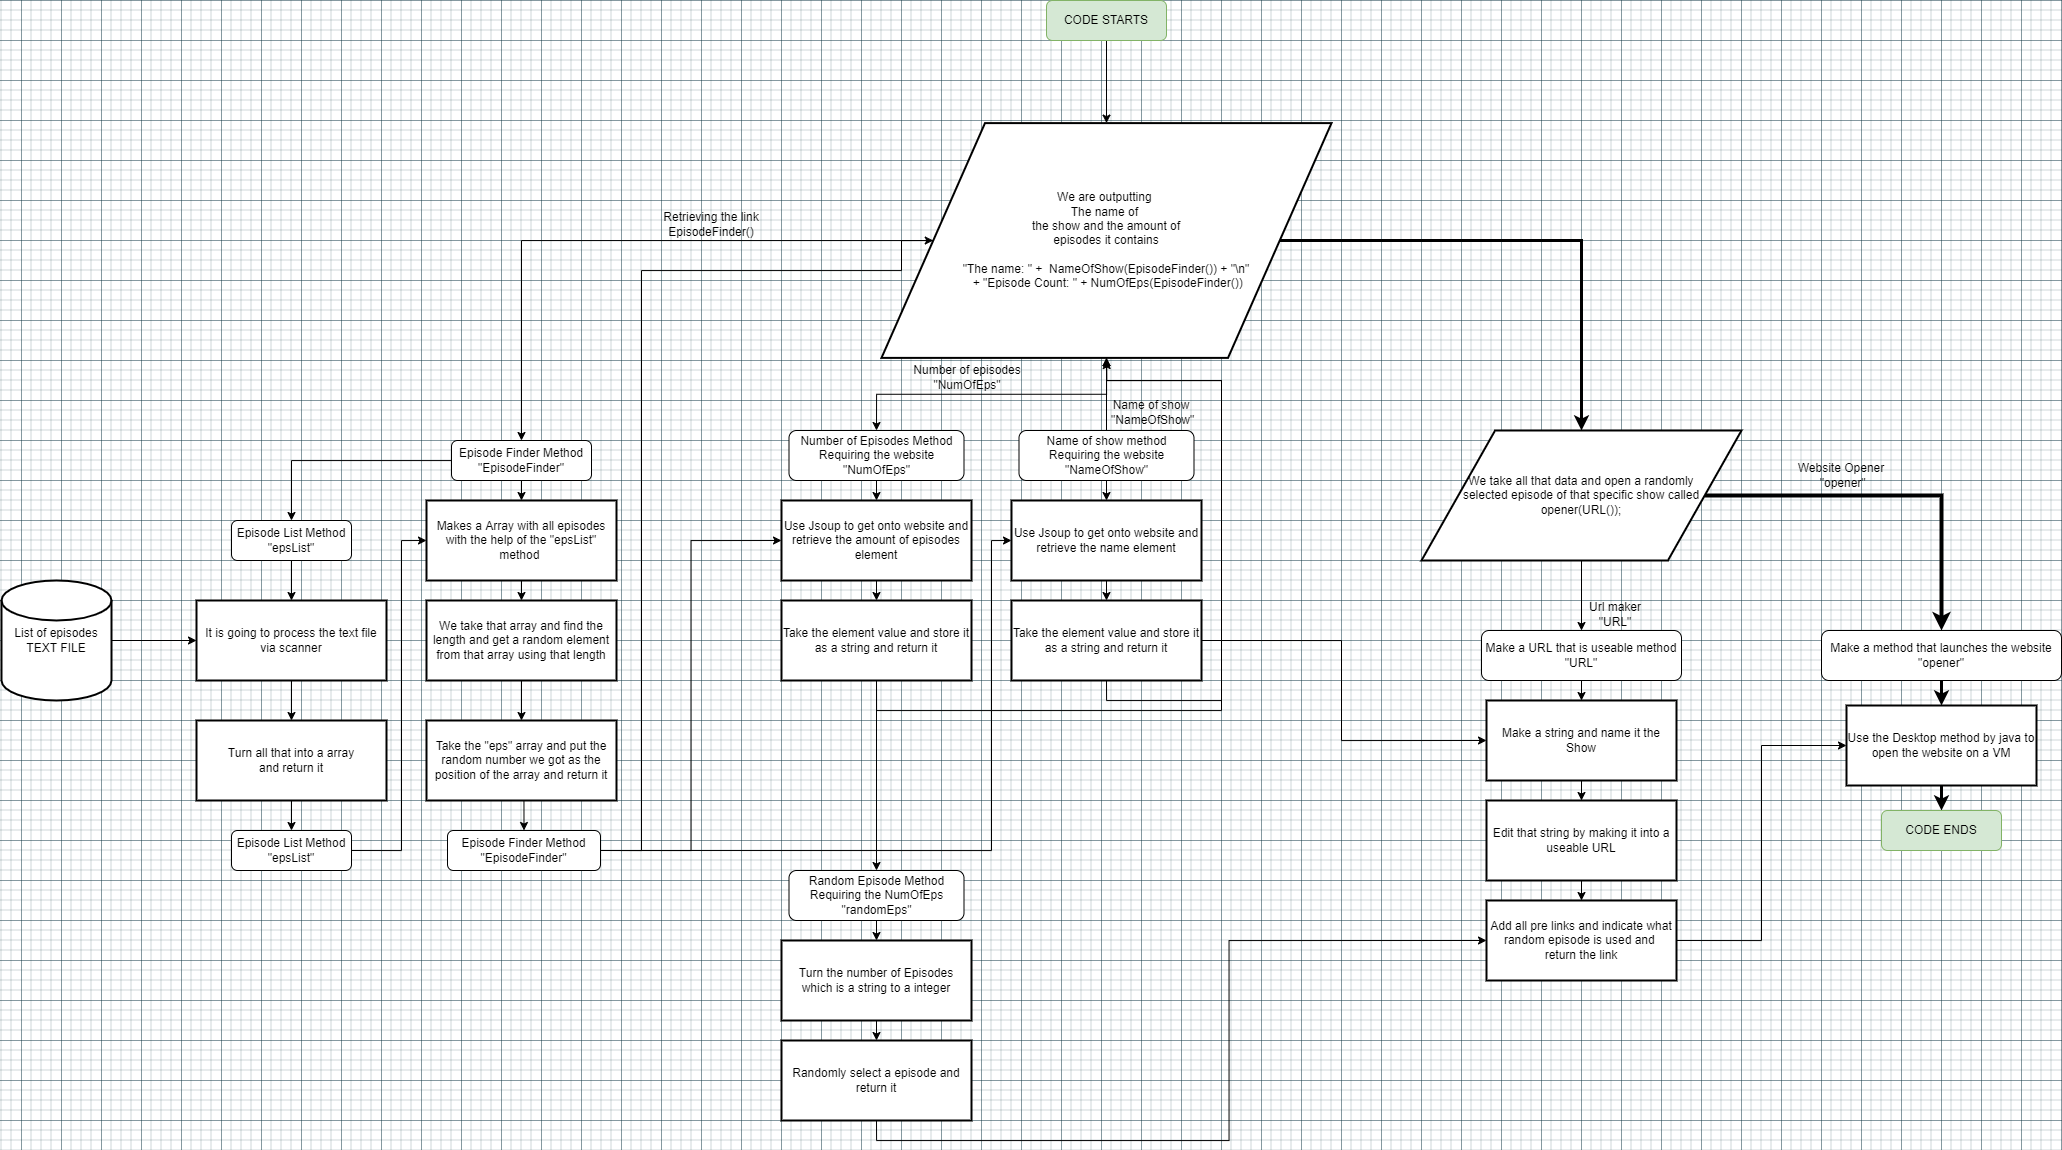 CODE STARTS
We are outputting
The name of
the show and the amount of
episodes it contains
"The name: " + NameOfShow(EpisodeFinder()) + "\n"
+ "Episode Count: " + NumOfEps(EpisodeFinder())
Retrieving the link
EpisodeFinder()
Number of episodes
"NumOfEps"
Name of show
"NameOfShow"
Episode Finder Method
"EpisodeFinder"
Number of Episodes Method
Requiring the website
"NumOfEps"
Name of show method
Requiring the website
"NameOfShow"
We take all that data and open a randomly
selected episode of that specific show called
opener(URL());
Website Opener
"opener"
Episode List Method
"epsList"
Makes a Array with all episodes
with the help of the "epsList"
method
Use Jsoup to get onto website and
retrieve the amount of episodes
element
Use Jsoup to get onto website and
retrieve the name element
List of episodes
TEXT FILE
It is going to process the text file
via scanner
We take that array and find the
length and get a random element
from that array using that length
Take the element value and store it
as a string and return it
Take the element value and store it
as a string and return it
Url maker
"URL"
Make a URL that is useable method
"URL"
Make a method that launches the website
"opener"
Turn all that into a array
and return it
Take the "eps" array and put the
random number we got as the
position of the array and return it
Make a string and name it the
Show
Use the Desktop method by java to
open the website on a VM
Episode List Method
"epsList"
Episode Finder Method
"EpisodeFinder"
Edit that string by making it into a
useable URL
CODE ENDS
Random Episode Method
Requiring the NumOfEps
"randomEps"
Add all pre links and indicate what
random episode is used and
return the link
Turn the number of Episodes
which is a string to a integer
Randomly select a episode and
return it